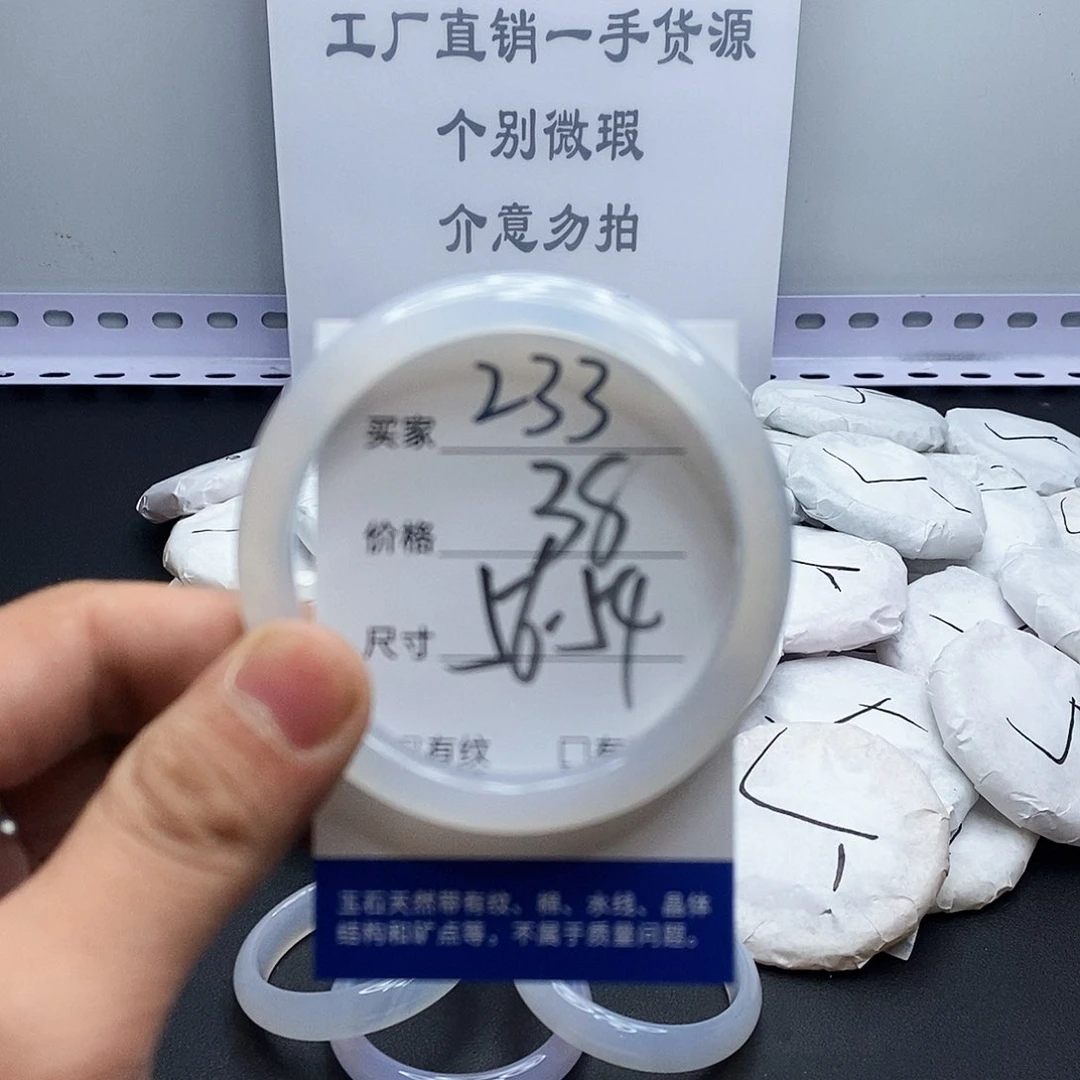 工厂直销一手货源
个别微瑕
介意勿拍
买家 233
价格 38
尺寸 56.54
有纹
玉石天然带有纹、棉、水线、晶体
结构和矿点等，不属于质量问题。